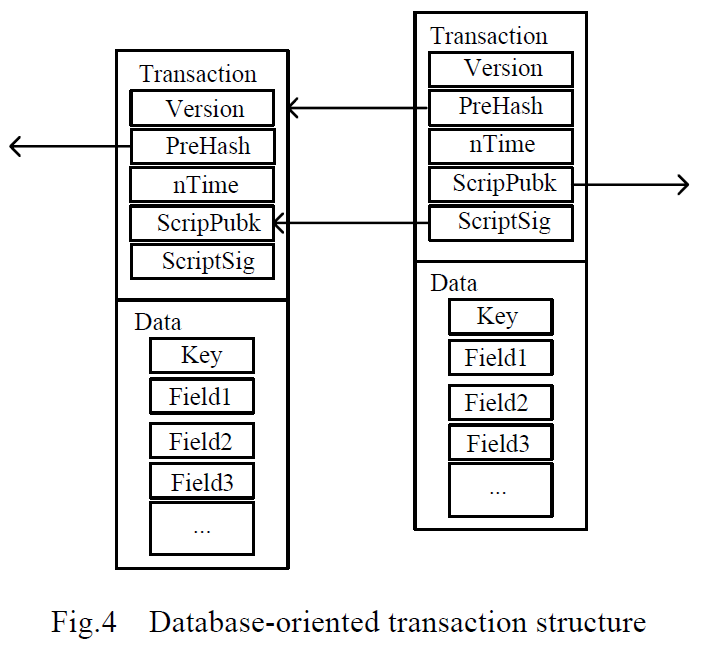 Transaction
Version
PreHash
nTime
ScripPubk
ScriptSig
Data
Key
Field1
Field2
Field3
...
Transaction
Version
PreHash
nTime
ScripPubk
ScriptSig
Data
Key
Field1
Field2
Field3
...
Fig.4 Database-oriented transaction structure